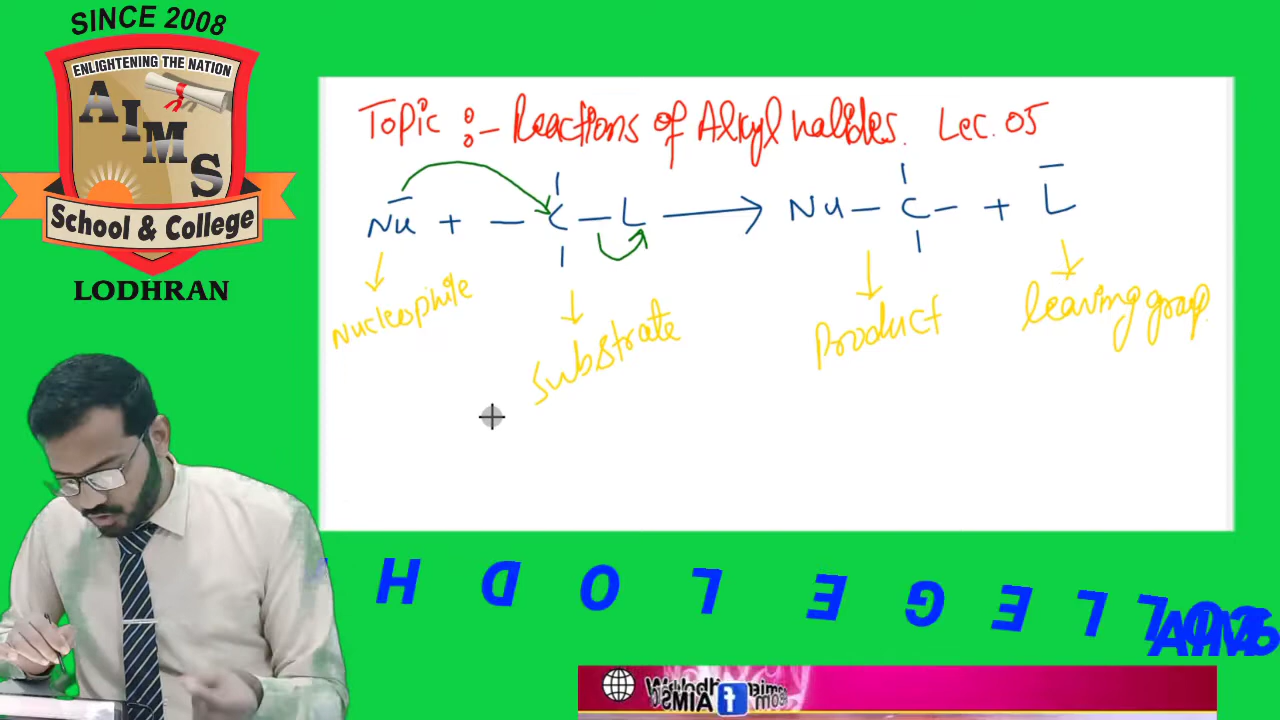 SINCE 2008
ENLIGHTENING THE NATION
AIMS
School & College
LODHRAN
Topic :- Reactions of Alkyl halides. Lec. 05
Nu⁻ + — C — L ⟶ Nu — C — + L⁻
Nucleophile
Substrate
Product
leaving group
H D O L L E G E L L